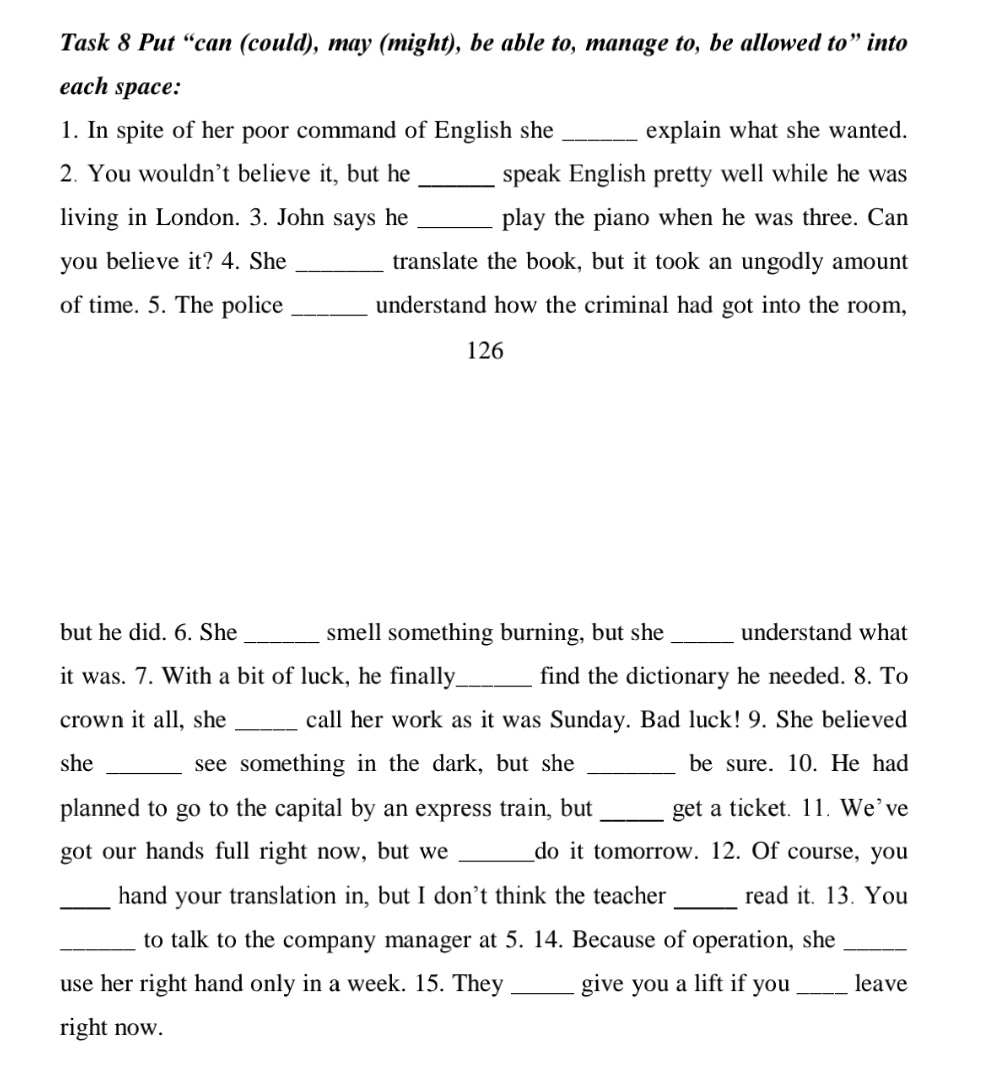 Task 8 Put “can (could), may (might), be able to, manage to, be allowed to” into
each space:
1. In spite of her poor command of English she ______ explain what she wanted.
2. You wouldn’t believe it, but he ______ speak English pretty well while he was
living in London. 3. John says he ______ play the piano when he was three. Can
you believe it? 4. She _______ translate the book, but it took an ungodly amount
of time. 5. The police ______ understand how the criminal had got into the room,
126
but he did. 6. She ______ smell something burning, but she _____ understand what
it was. 7. With a bit of luck, he finally______ find the dictionary he needed. 8. To
crown it all, she _____ call her work as it was Sunday. Bad luck! 9. She believed
she ______ see something in the dark, but she _______ be sure. 10. He had
planned to go to the capital by an express train, but _____ get a ticket. 11. We’ve
got our hands full right now, but we ______do it tomorrow. 12. Of course, you
____ hand your translation in, but I don’t think the teacher _____ read it. 13. You
______ to talk to the company manager at 5. 14. Because of operation, she _____
use her right hand only in a week. 15. They _____ give you a lift if you ____ leave
right now.